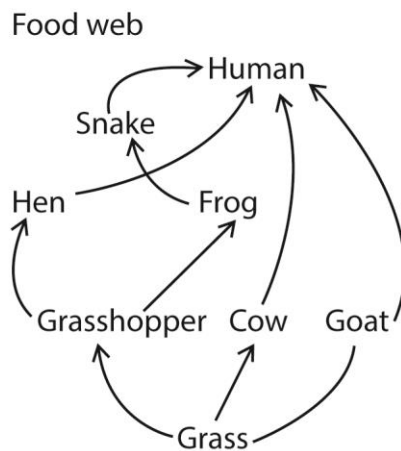 Food web
Human
Snake
Hen
Frog
Grasshopper
Cow
Goat
Grass